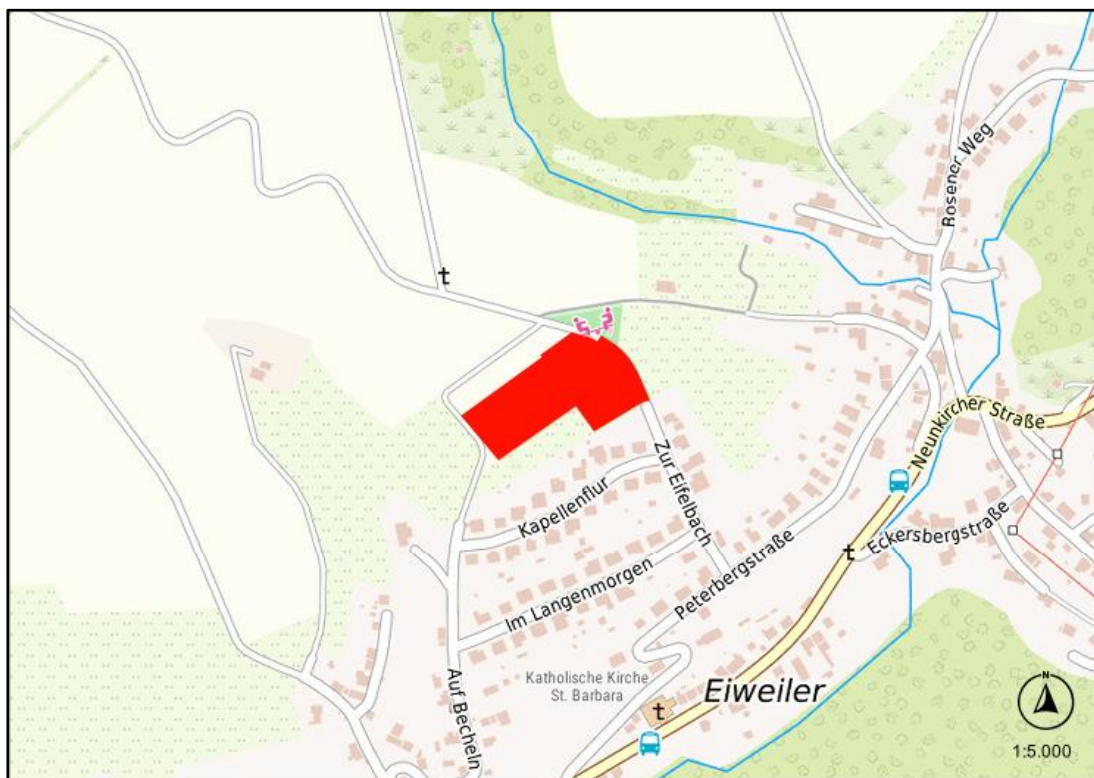 Rosener Weg
Neunkircher Straße
Zur Eifelbach
Kapellenflur
Eckersbergstraße
Peterbergstraße
Im Langenmorgen
Auf Becheln
Katholische Kirche
St. Barbara
Eiweiler
N
1:5.000